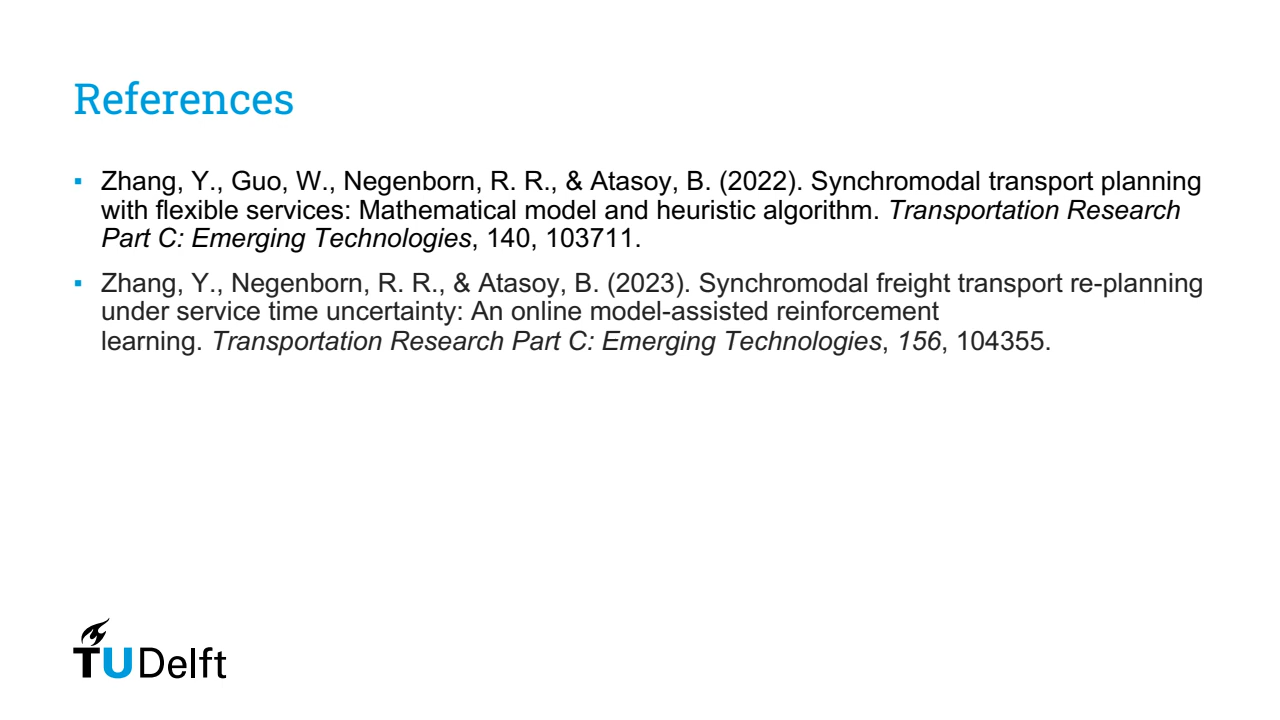 References
▪ Zhang, Y., Guo, W., Negenborn, R. R., & Atasoy, B. (2022). Synchromodal transport planning
with flexible services: Mathematical model and heuristic algorithm. Transportation Research
Part C: Emerging Technologies, 140, 103711.
▪ Zhang, Y., Negenborn, R. R., & Atasoy, B. (2023). Synchromodal freight transport re-planning
under service time uncertainty: An online model-assisted reinforcement
learning. Transportation Research Part C: Emerging Technologies, 156, 104355.
TUDelft